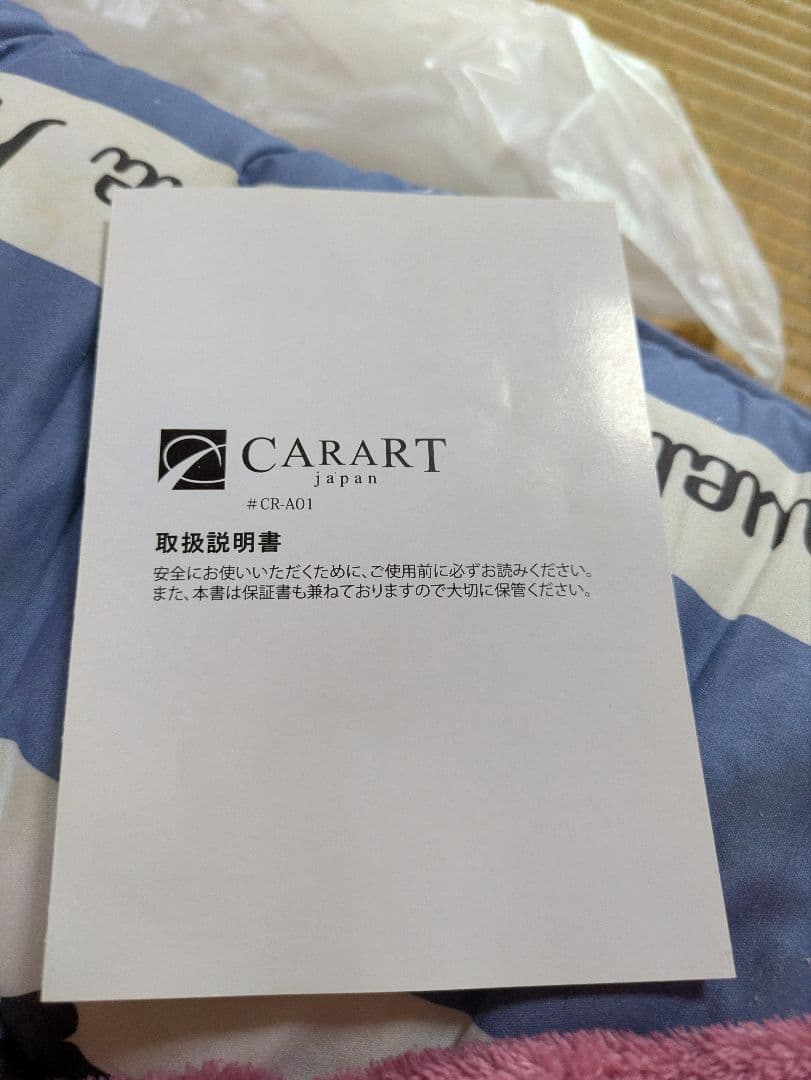 CARART
japan
#CR-A01
取扱説明書
安全にお使いいただくために、ご使用前に必ずお読みください。
また、本書は保証書も兼ねておりますので大切に保管ください。